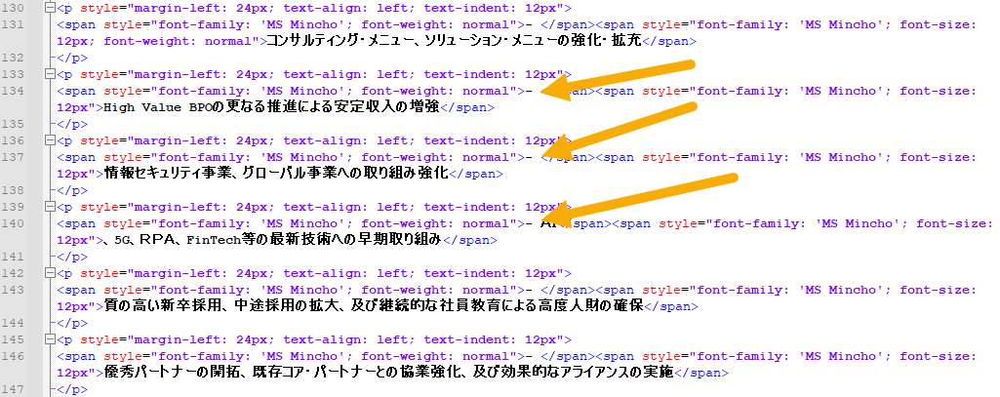 130 <p style="margin-left: 24px; text-align: left; text-indent: 12px">
131 <span style="font-family: 'MS Mincho'; font-weight: normal">- </span><span style="font-family: 'MS Mincho'; font-size:
12px; font-weight: normal">コンサルティング・メニュー、ソリューション・メニューの強化・拡充</span>
132 </p>
133 <p style="margin-left: 24px; text-align: left; text-indent: 12px">
134 <span style="font-family: 'MS Mincho'; font-weight: normal">- span><span style="font-family: 'MS Mincho'; font-size:
12px">High Value BPOの更なる推進による安定収入の増強</span>
135 </p>
136 <p style="margin-left: 24px; text-align: left; text-indent: 12px">
137 <span style="font-family: 'MS Mincho'; font-weight: normal">- </span><span style="font-family: 'MS Mincho'; font-size:
12px">情報セキュリティ事業、グローバル事業への取り組み強化</span>
138 </p>
139 <p style="margin-left: 24px; text-align: left; text-indent: 12px">
140 <span style="font-family: 'MS Mincho'; font-weight: normal">- span><span style="font-family: 'MS Mincho'; font-size:
12px">、5G、RPA、FinTech等の最新技術への早期取り組み</span>
141 </p>
142 <p style="margin-left: 24px; text-align: left; text-indent: 12px">
143 <span style="font-family: 'MS Mincho'; font-weight: normal">- </span><span style="font-family: 'MS Mincho'; font-size:
12px">質の高い新卒採用、中途採用の拡大、及び継続的な社員教育による高度人財の確保</span>
144 </p>
145 <p style="margin-left: 24px; text-align: left; text-indent: 12px">
146 <span style="font-family: 'MS Mincho'; font-weight: normal">- </span><span style="font-family: 'MS Mincho'; font-size:
12px">優秀パートナーの開拓、既存コア・パートナーとの協業強化、及び効果的なアライアンスの実施</span>
147 </p>